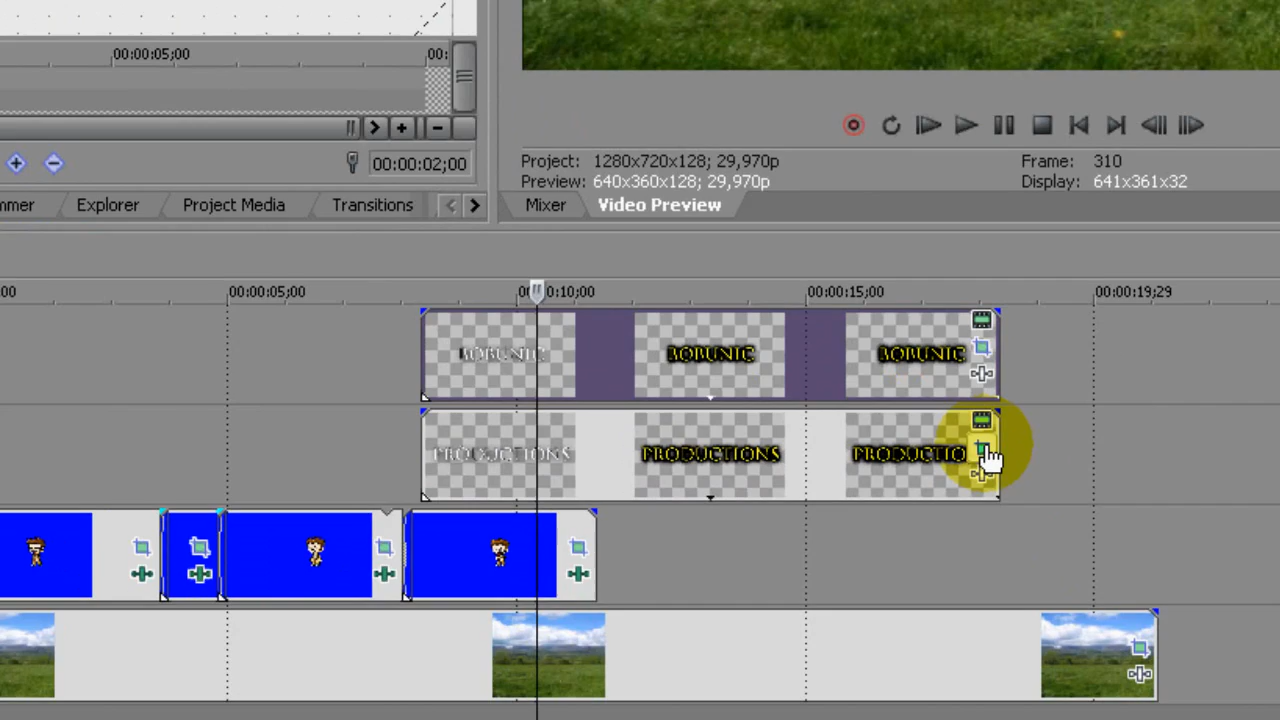 00:00:05;00
00:
00:00:02;00
mmer
Explorer
Project Media
Transitions
Project: 1280x720x128; 29,970p
Frame: 310
Preview: 640x360x128; 29,970p
Display: 641x361x32
Mixer
Video Preview
:00
00:00:05;00
0:10;00
00:00:15;00
00:00:19;29
BOBUNIC
BOBUNIC
BOBUNIC
PRODUCTIONS
PRODUCTIONS
PRODUCTIO